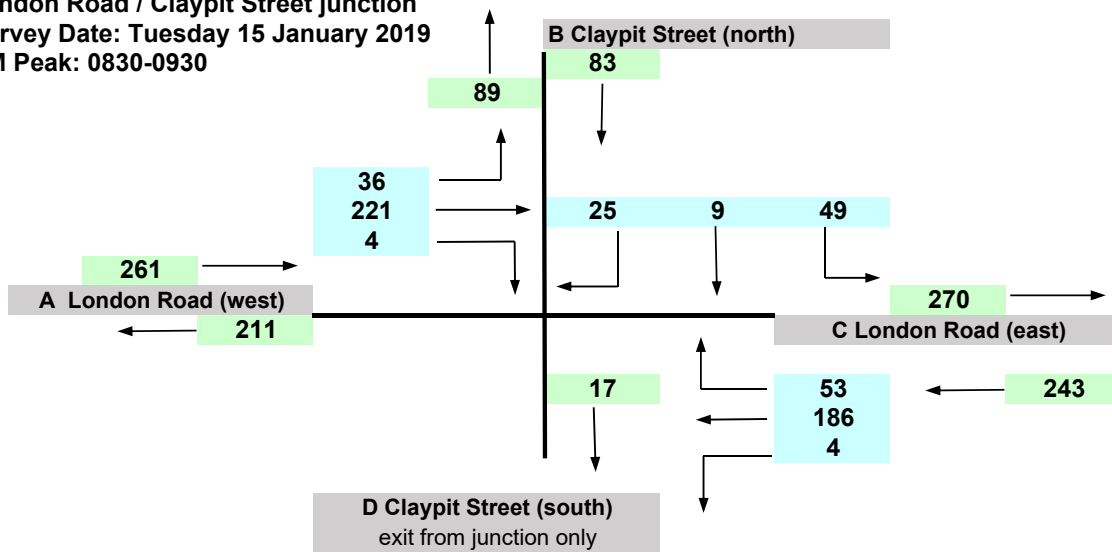 ndon Road / Claypit Street junction
rvey Date: Tuesday 15 January 2019
M Peak: 0830-0930
B Claypit Street (north)
83
89
36
221
4
25 9 49
261
A London Road (west)
211
270
C London Road (east)
17
53
186
4
243
D Claypit Street (south)
exit from junction only